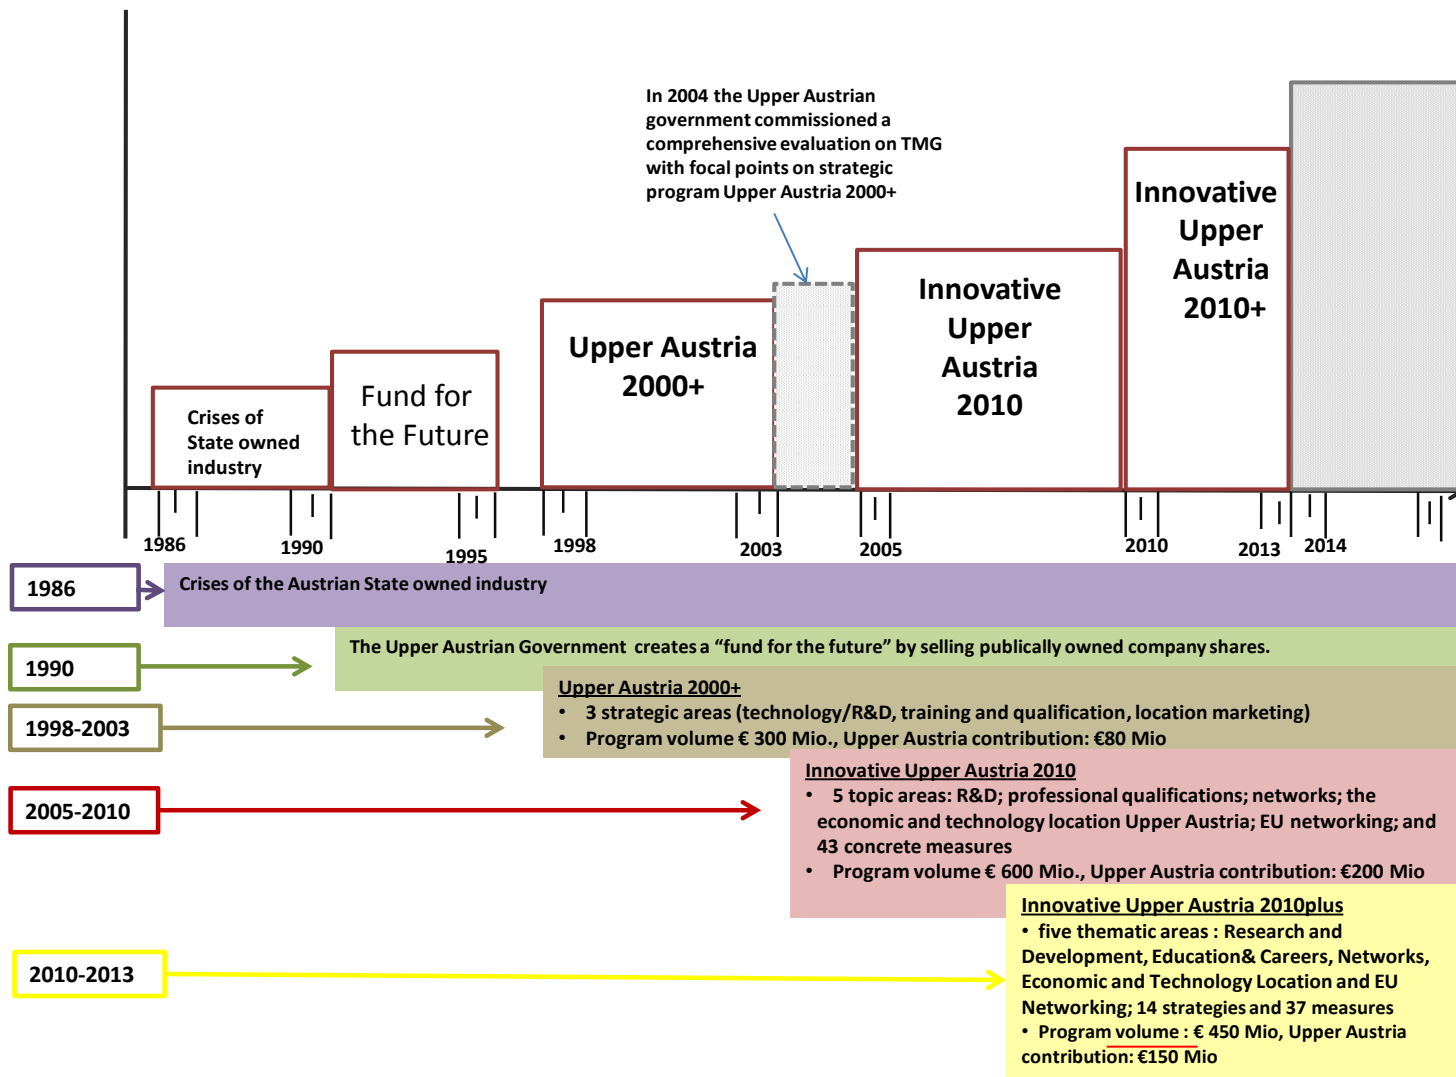 In 2004 the Upper Austrian
government commissioned a
comprehensive evaluation on TMG
with focal points on strategic
program Upper Austria 2000+
Innovative
Upper
Austria
2010+
Innovative
Upper
Austria
2010
Upper Austria
2000+
Fund for
the Future
Crises of
State owned
industry
1986
1990
1995
1998
2003
2005
2010
2013
2014
1986
Crises of the Austrian State owned industry
1990
The Upper Austrian Government creates a “fund for the future” by selling publically owned company shares.
1998-2003
Upper Austria 2000+
• 3 strategic areas (technology/R&D, training and qualification, location marketing)
• Program volume € 300 Mio., Upper Austria contribution: €80 Mio
2005-2010
Innovative Upper Austria 2010
• 5 topic areas: R&D; professional qualifications; networks; the
economic and technology location Upper Austria; EU networking; and
43 concrete measures
• Program volume € 600 Mio., Upper Austria contribution: €200 Mio
2010-2013
Innovative Upper Austria 2010plus
• five thematic areas : Research and
Development, Education& Careers, Networks,
Economic and Technology Location and EU
Networking; 14 strategies and 37 measures
• Program volume : € 450 Mio, Upper Austria
contribution: €150 Mio